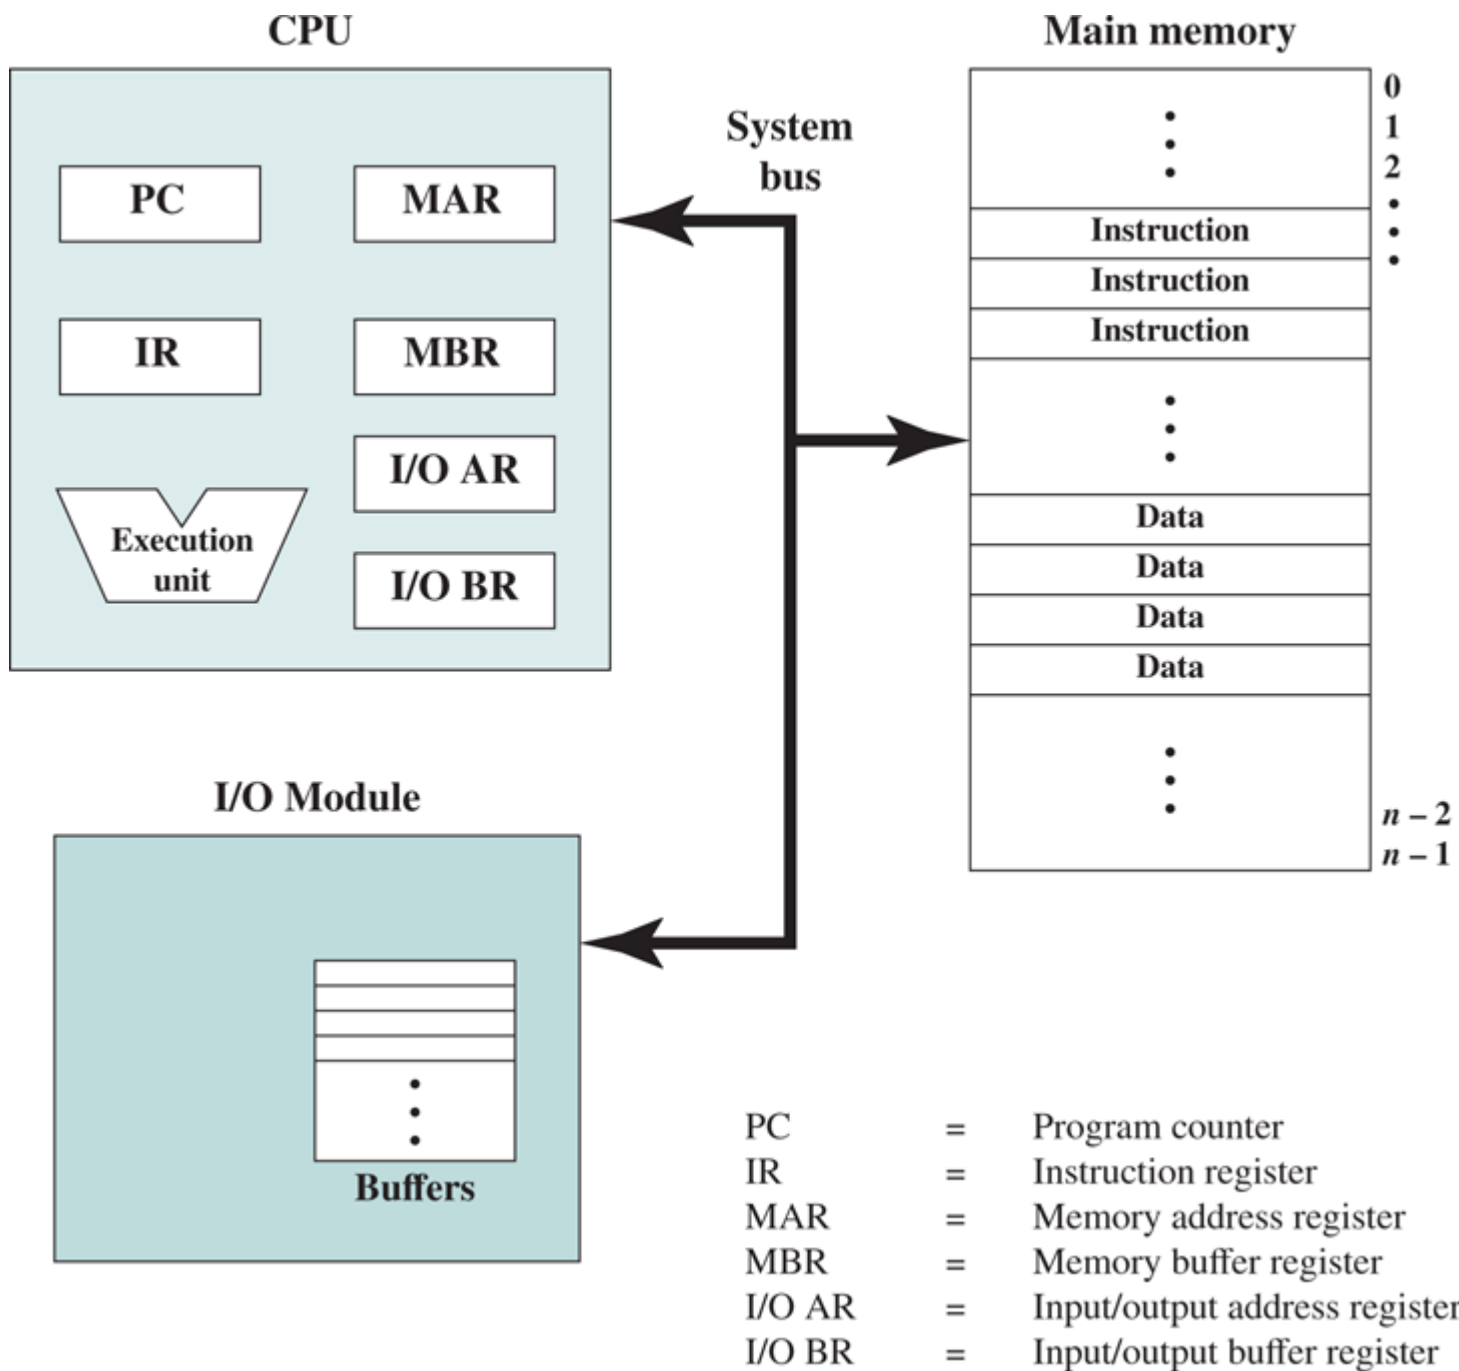 CPU
PC
MAR
IR
MBR
I/O AR
Execution
unit
I/O BR
System
bus
Main memory
0
1
2
Instruction
Instruction
Instruction
Data
Data
Data
Data
n – 2
n – 1
I/O Module
Buffers
PC = Program counter
IR = Instruction register
MAR = Memory address register
MBR = Memory buffer register
I/O AR = Input/output address register
I/O BR = Input/output buffer register